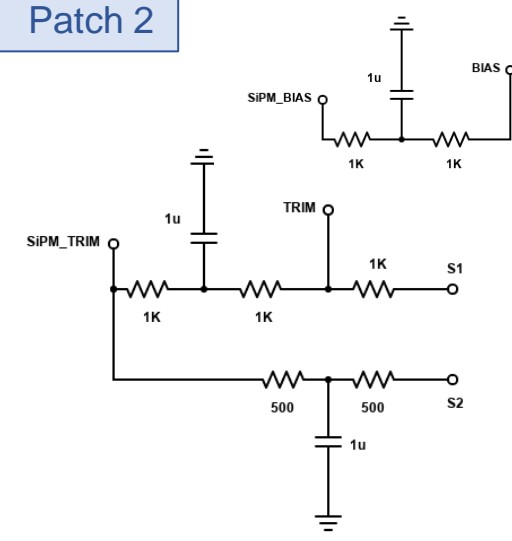 Patch 2
BIAS
1u
SiPM_BIAS
1K 1K
TRIM
1u
SiPM_TRIM
1K
S1
1K 1K
500 500
S2
1u